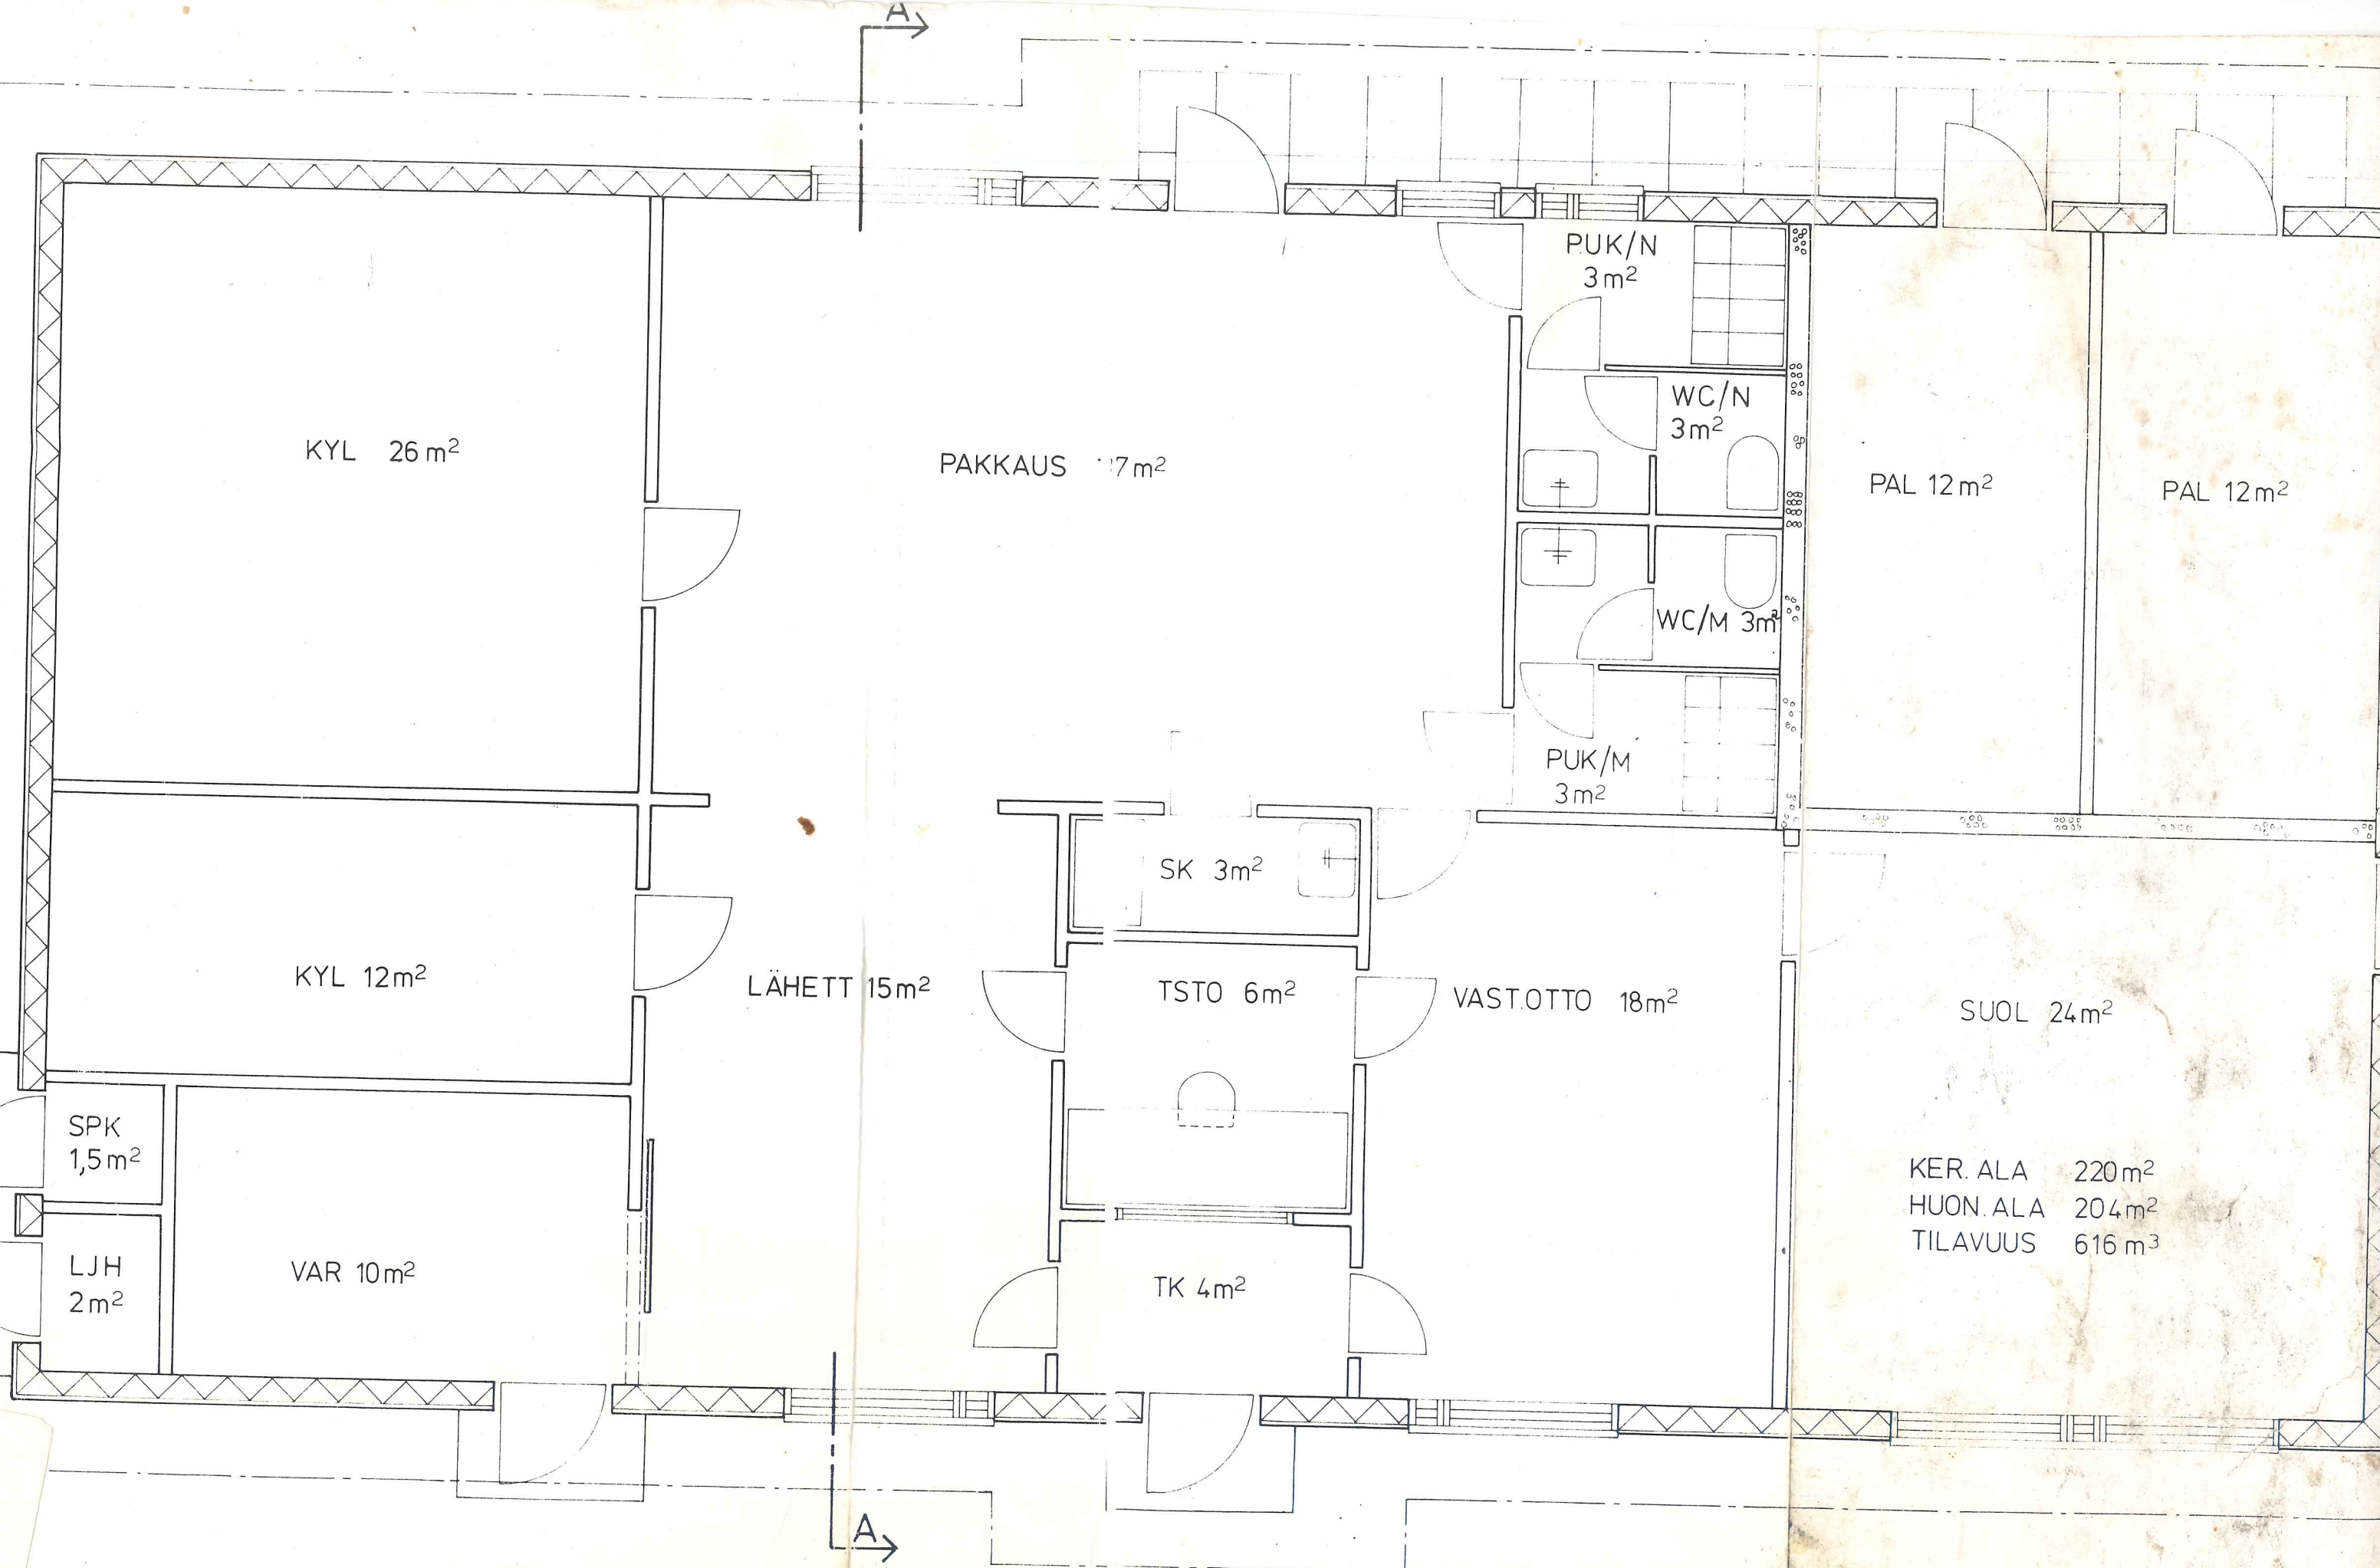 A
PUK/N
3m²
WC/N
3m²
KYL 26m²
PAKKAUS
PAL 12m²
PAL 12m²
WC/M 3m²
PUK/M
3m²
SK 3m²
KYL 12m²
LÄHETT 15m²
TSTO 6m²
VAST.OTTO 18m²
SUOL 24m²
SPK
1,5m²
KER. ALA 220m²
HUON. ALA 204m²
TILAVUUS 616m³
LJH
2m²
VAR 10m²
TK 4m²
A